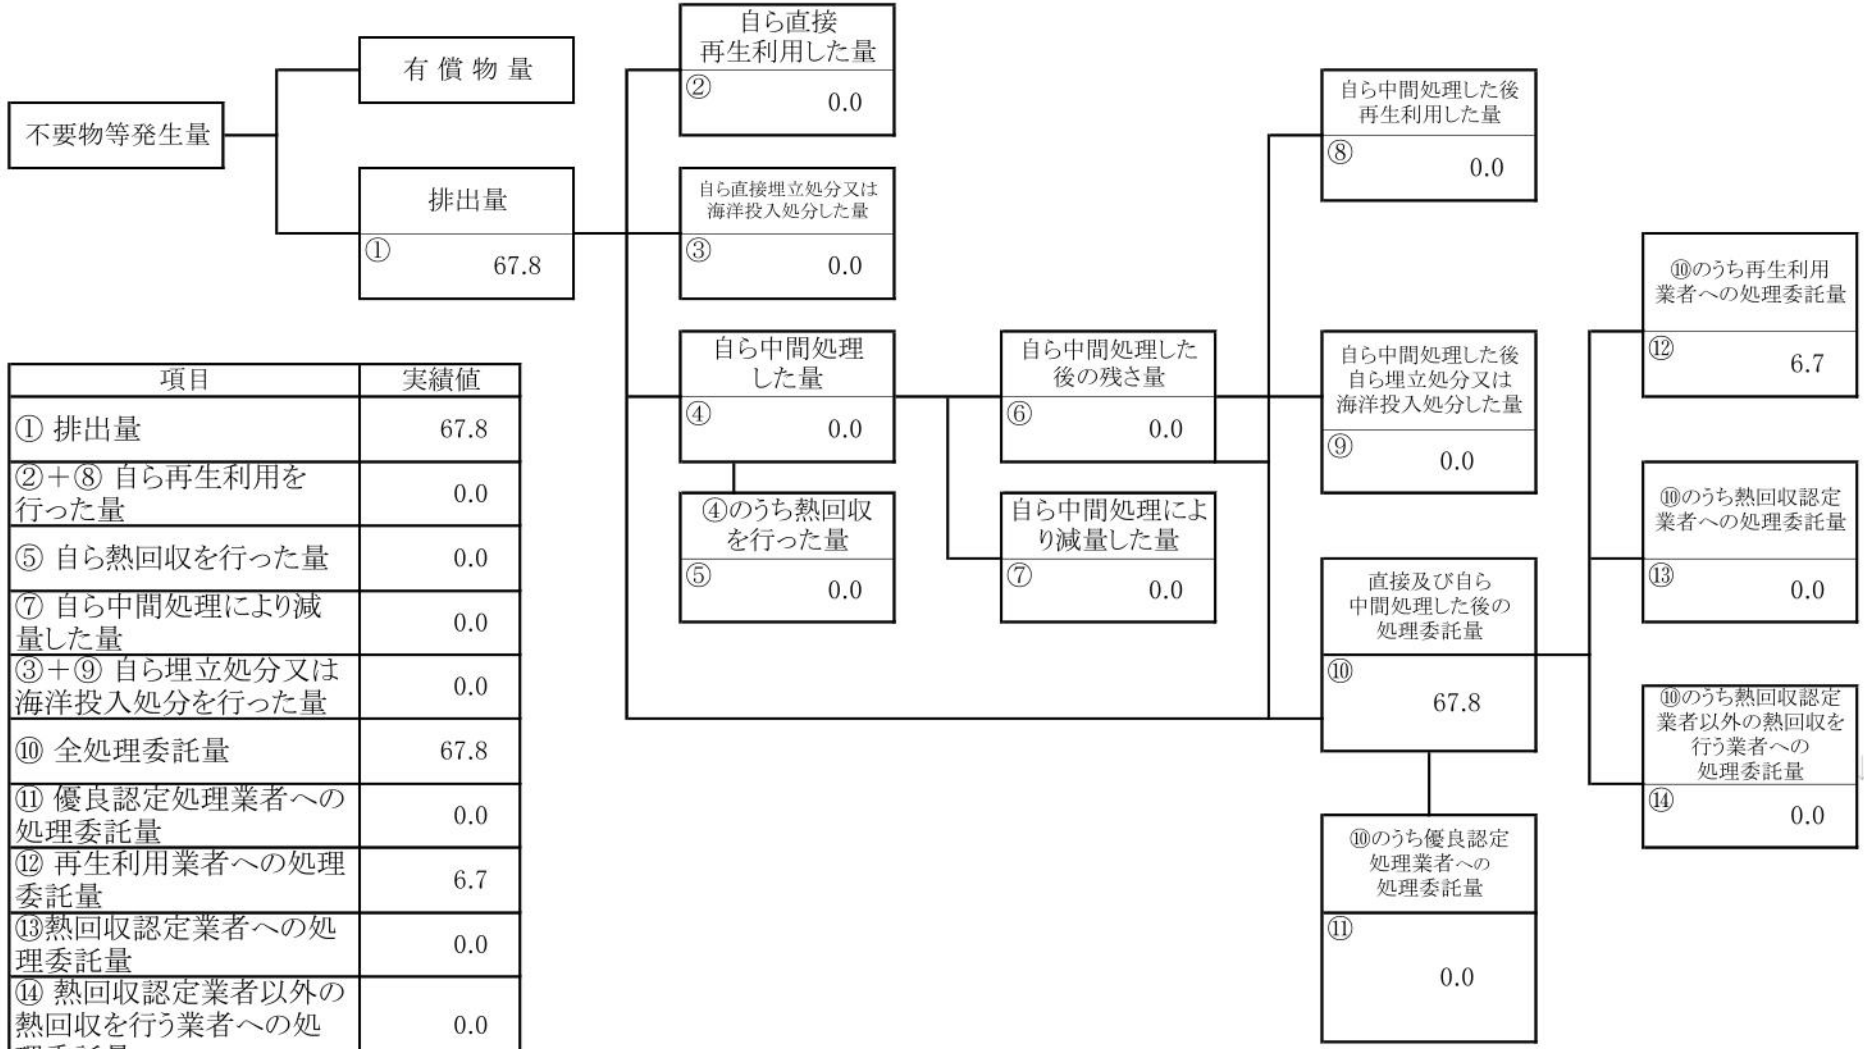 不要物等発生量
有 償 物 量
排出量
①
67.8
自ら直接
再生利用した量
②
0.0
自ら直接埋立処分又は
海洋投入処分した量
③
0.0
自ら中間処理
した量
④
0.0
④のうち熱回収
を行った量
⑤
0.0
自ら中間処理した
後の残さ量
⑥
0.0
自ら中間処理によ
り減量した量
⑦
0.0
自ら中間処理した後
再生利用した量
⑧
0.0
自ら中間処理した後
自ら埋立処分又は
海洋投入処分した量
⑨
0.0
直接及び自ら
中間処理した後の
処理委託量
⑩
67.8
⑩のうち優良認定
処理業者への
処理委託量
⑪
0.0
⑩のうち再生利用
業者への処理委託量
⑫
6.7
⑩のうち熱回収認定
業者への処理委託量
⑬
0.0
⑩のうち熱回収認定
業者以外の熱回収を
行う業者への
処理委託量
⑭
0.0
項目 実績値
① 排出量 67.8
②＋⑧ 自ら再生利用を
行った量 0.0
⑤ 自ら熱回収を行った量 0.0
⑦ 自ら中間処理により減
量した量 0.0
③＋⑨ 自ら埋立処分又は
海洋投入処分を行った量 0.0
⑩ 全処理委託量 67.8
⑪ 優良認定処理業者への
処理委託量 0.0
⑫ 再生利用業者への処理
委託量 6.7
⑬熱回収認定業者への処
理委託量 0.0
⑭ 熱回収認定業者以外の
熱回収を行う業者への処 0.0